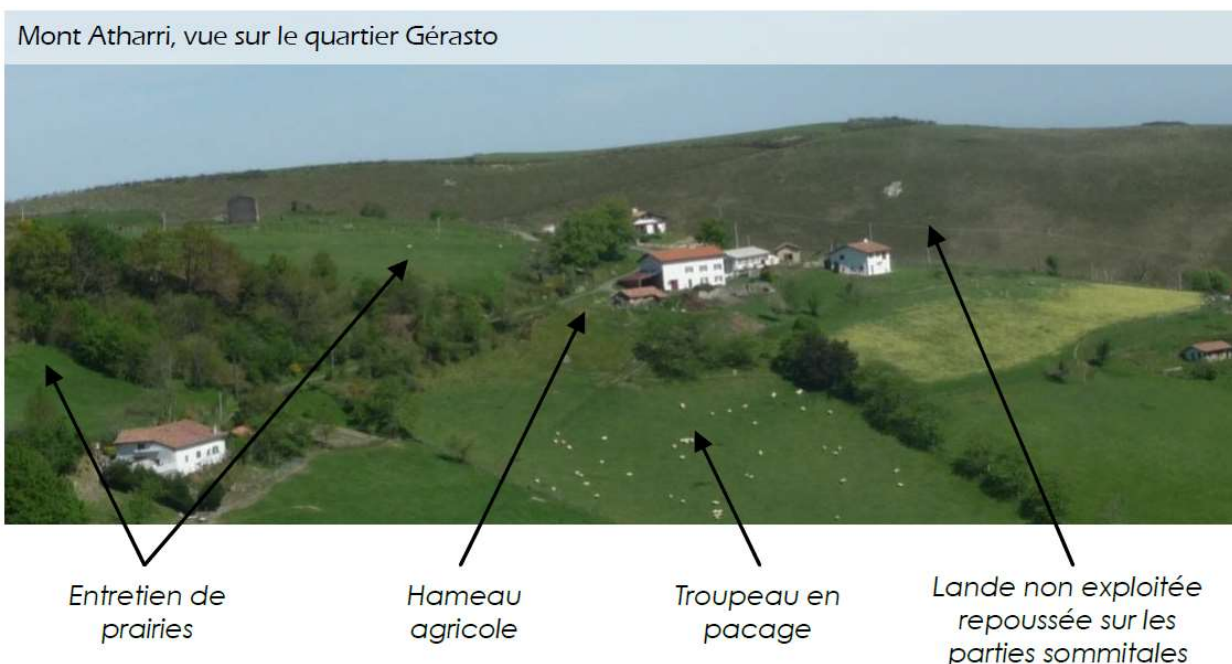 Mont Atharri, vue sur le quartier Gérasto
Entretien de
prairies
Hameau
agricole
Troupeau en
pacage
Lande non exploitée
repoussée sur les
parties sommitales